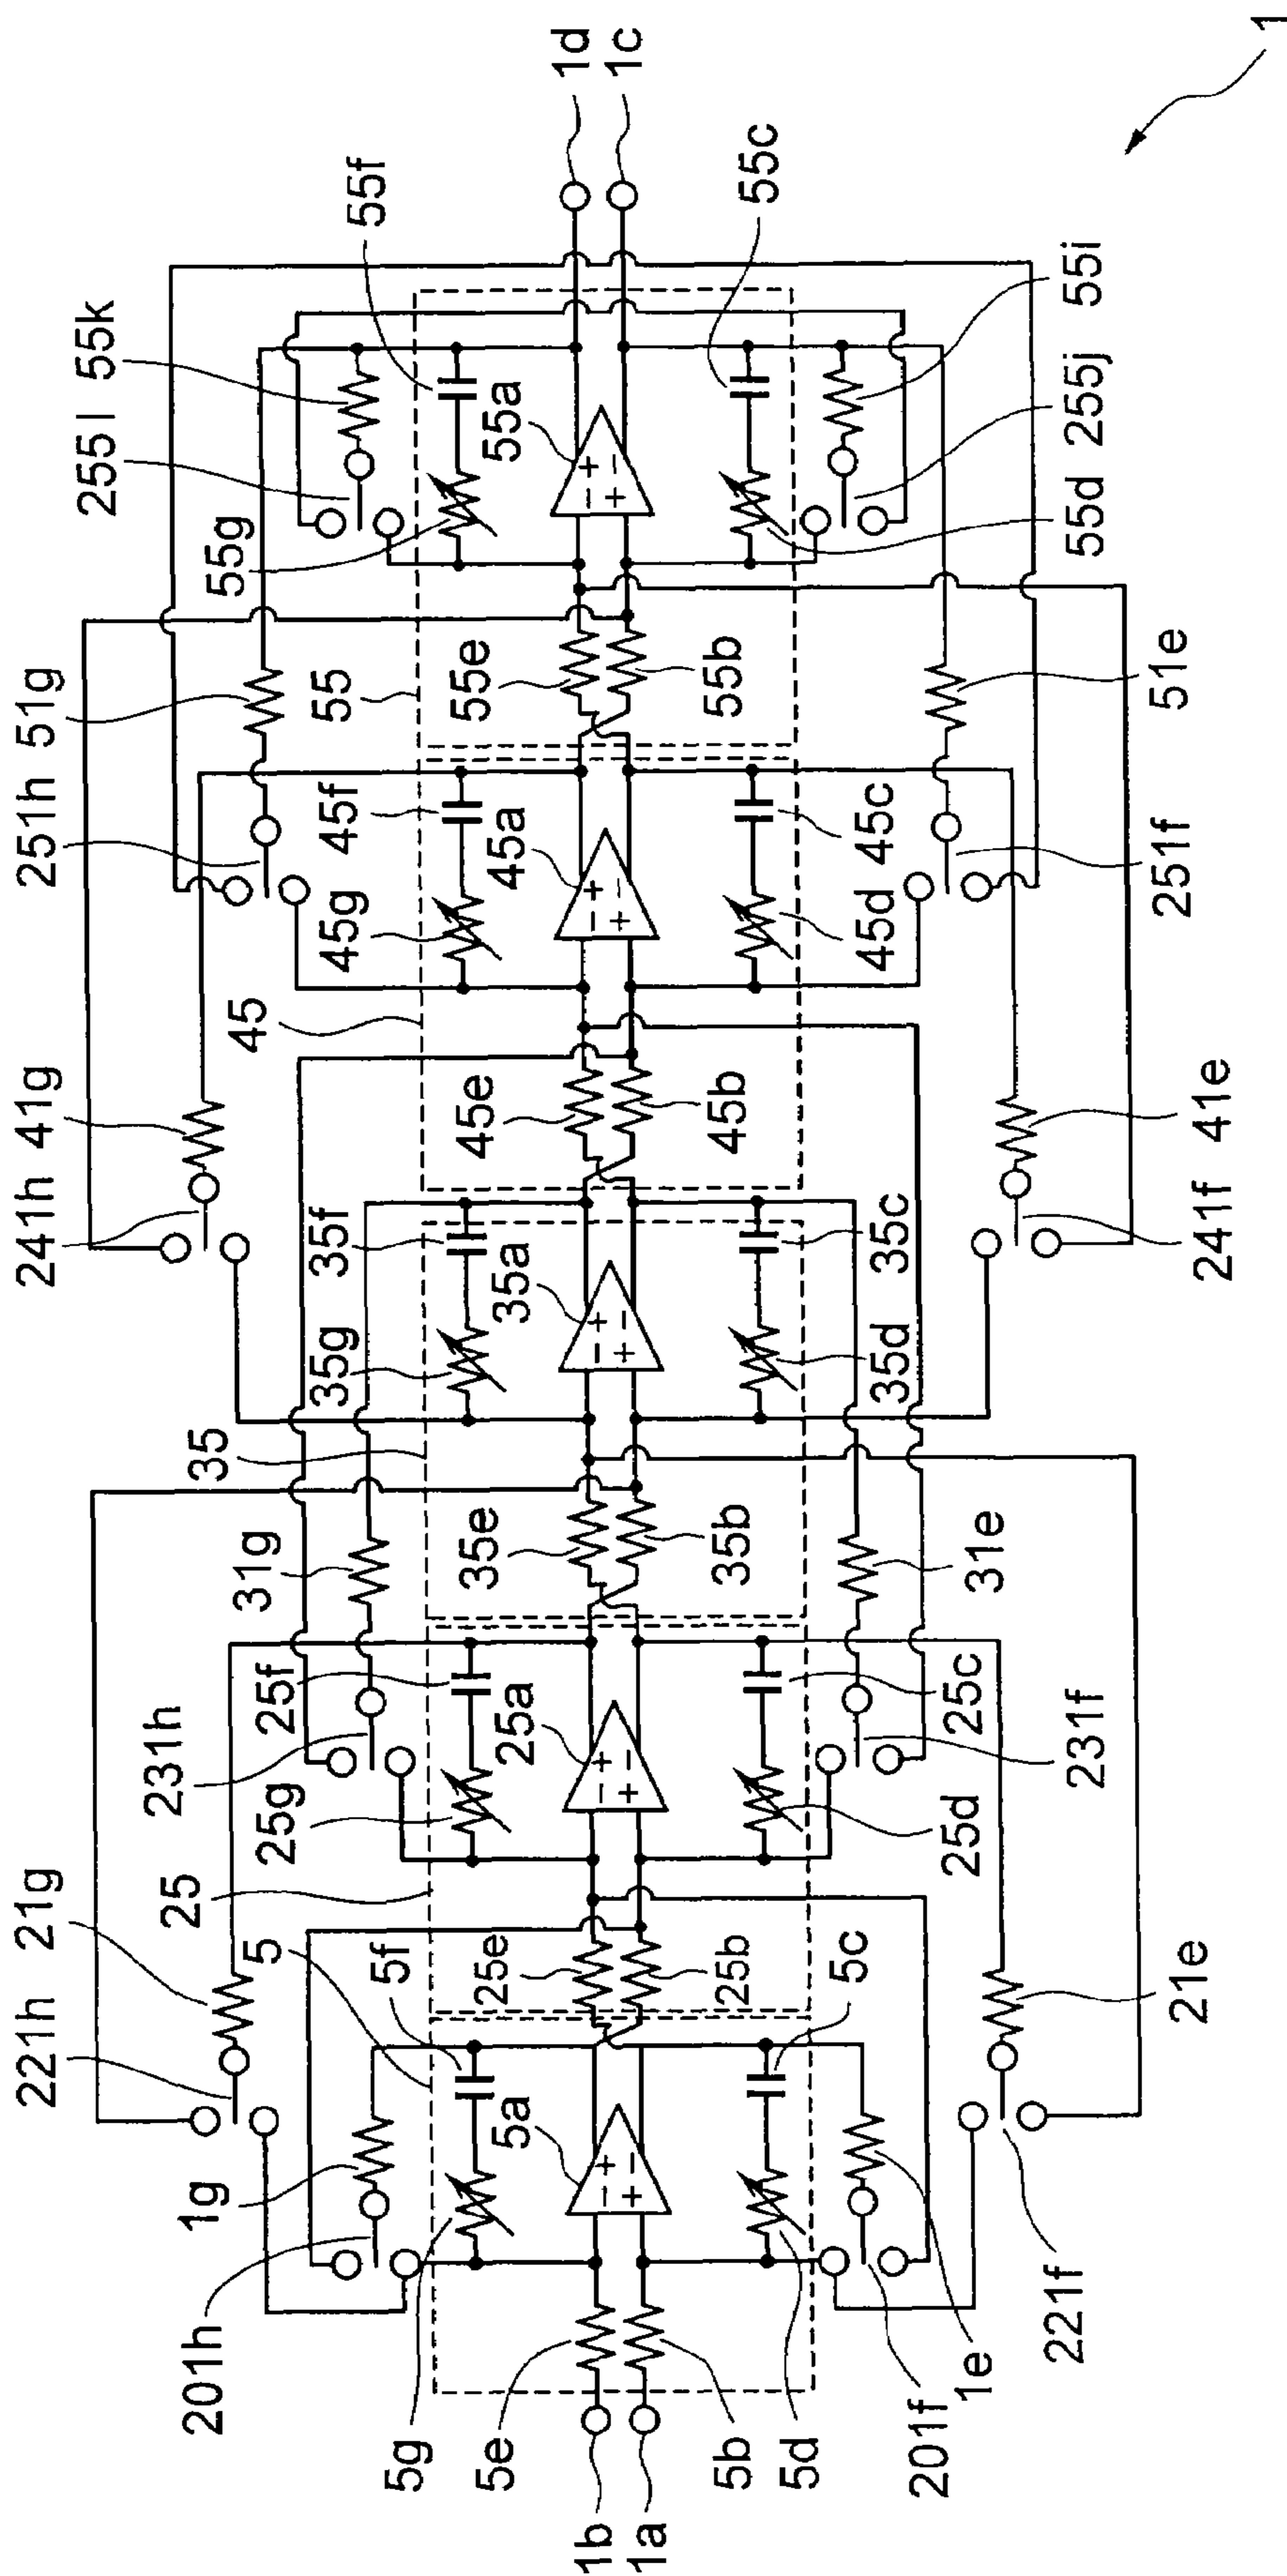 241h 41g
251h 51g
221h 21g
255l 55k
201h
1g
231h
31g
35
45
55
55g
55f
25
25g
25f
35g
35f
45g
45f
5
5f
5g
5e
5a
25e
25a
35e
35a
45e
45a
55e
55a
+
−
−
+
+
−
−
+
+
−
−
+
+
−
−
+
+
−
−
+
1b
1a
1d
1c
5b
5d
5c
25b
25d
25c
35b
35d
35c
45b
45d
45c
55b
55d
55c
201f
1e
231f
31e
251f
51e
255j
55i
221f
21e
241f
41e
1